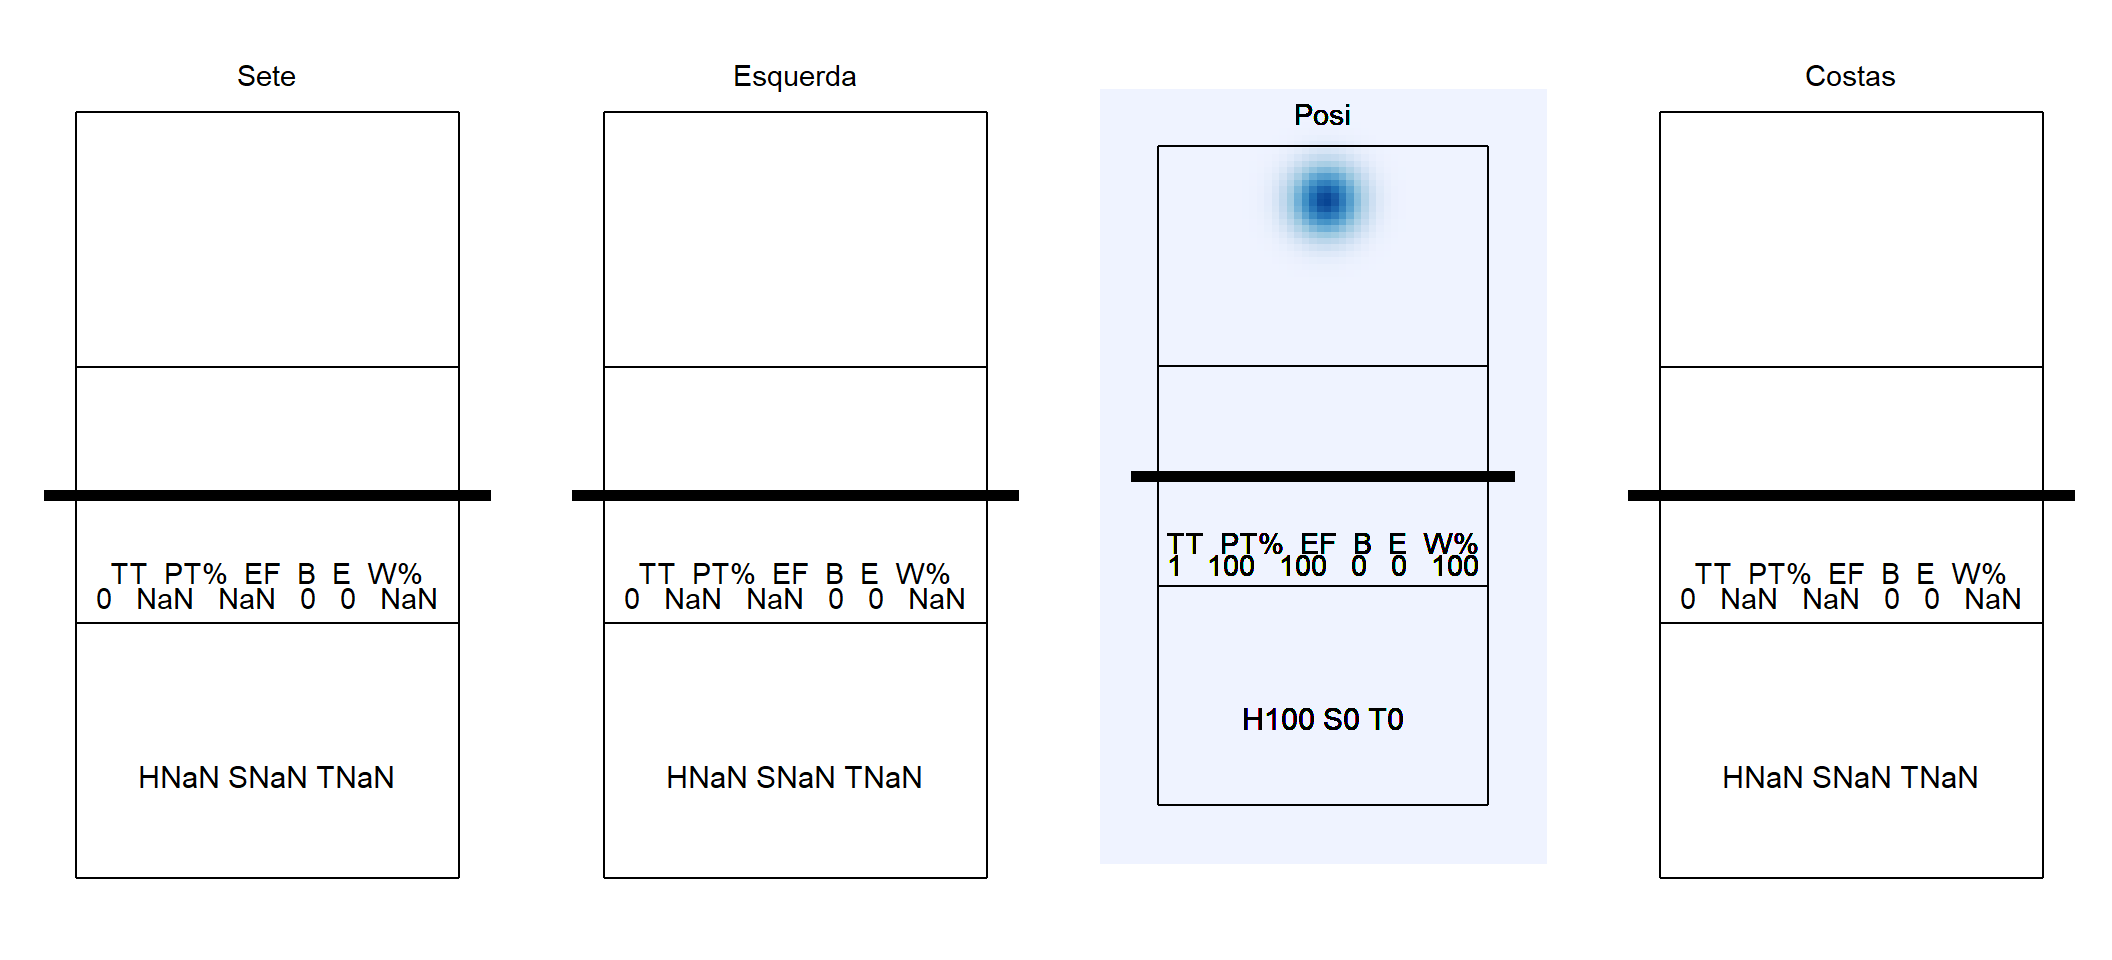 Sete
TT PT% EF B E W%
0 NaN NaN 0 0 NaN
HNaN SNaN TNaN
Esquerda
TT PT% EF B E W%
0 NaN NaN 0 0 NaN
HNaN SNaN TNaN
Posi
TT PT% EF B E W%
1 100 100 0 0 100
H100 S0 T0
Costas
TT PT% EF B E W%
0 NaN NaN 0 0 NaN
HNaN SNaN TNaN